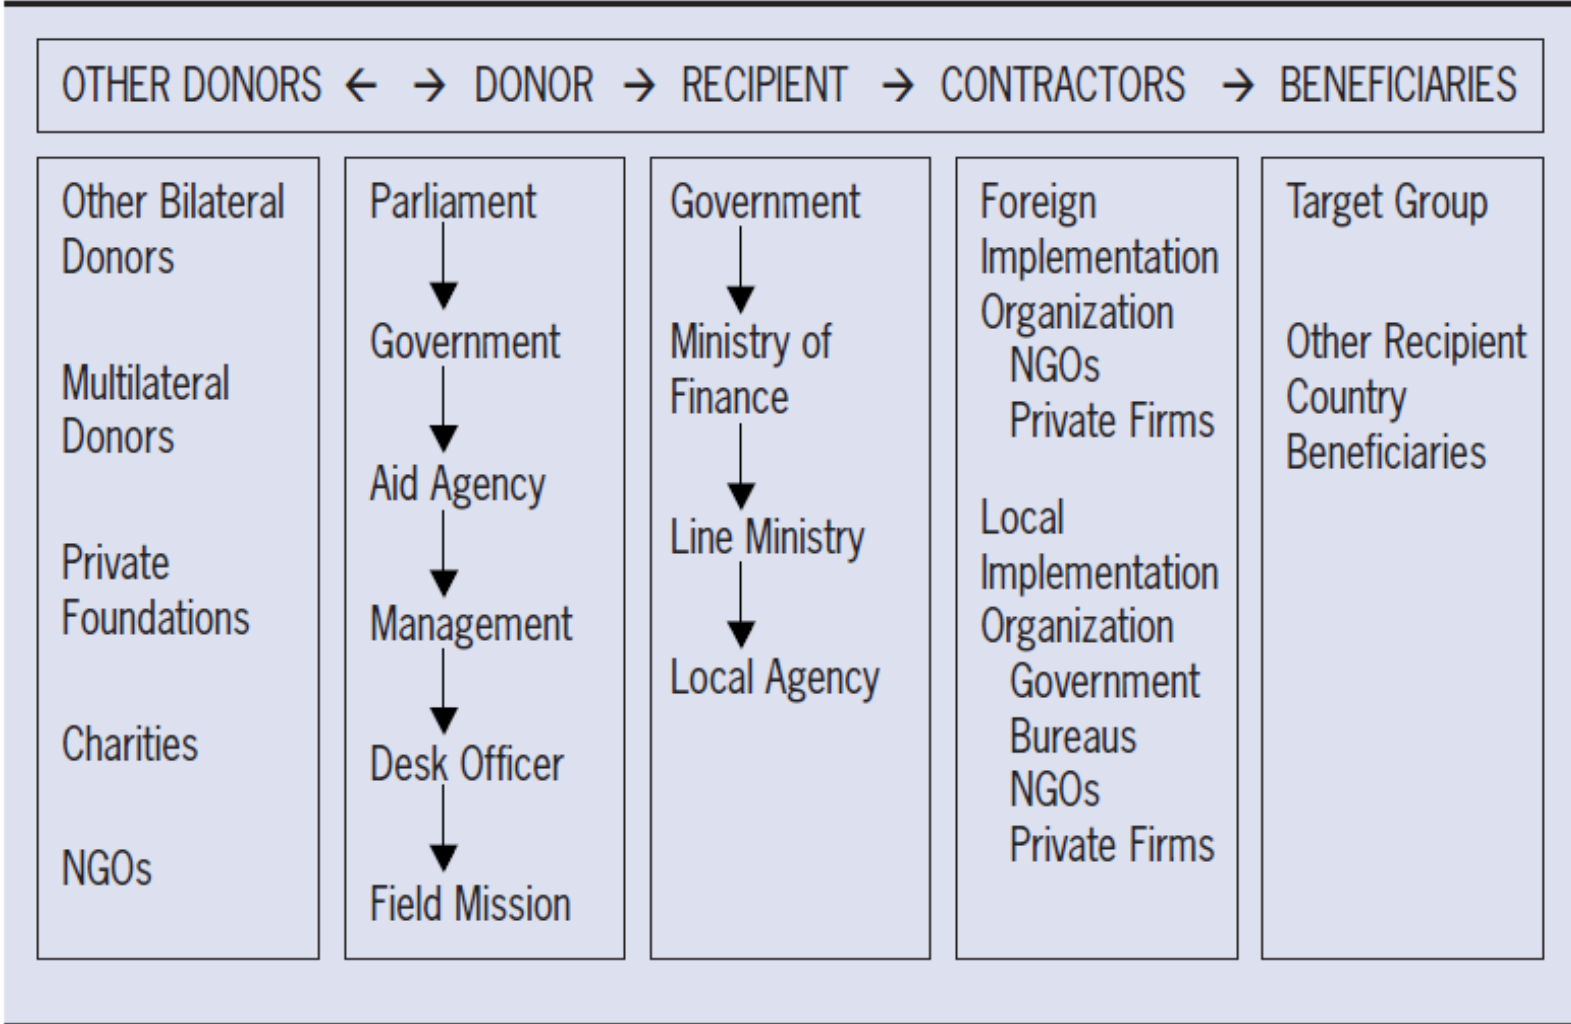 OTHER DONORS ← → DONOR → RECIPIENT → CONTRACTORS → BENEFICIARIES
Other Bilateral
Donors
Multilateral
Donors
Private
Foundations
Charities
NGOs
Parliament
Government
Aid Agency
Management
Desk Officer
Field Mission
Government
Ministry of
Finance
Line Ministry
Local Agency
Foreign
Implementation
Organization
NGOs
Private Firms
Local
Implementation
Organization
Government
Bureaus
NGOs
Private Firms
Target Group
Other Recipient
Country
Beneficiaries